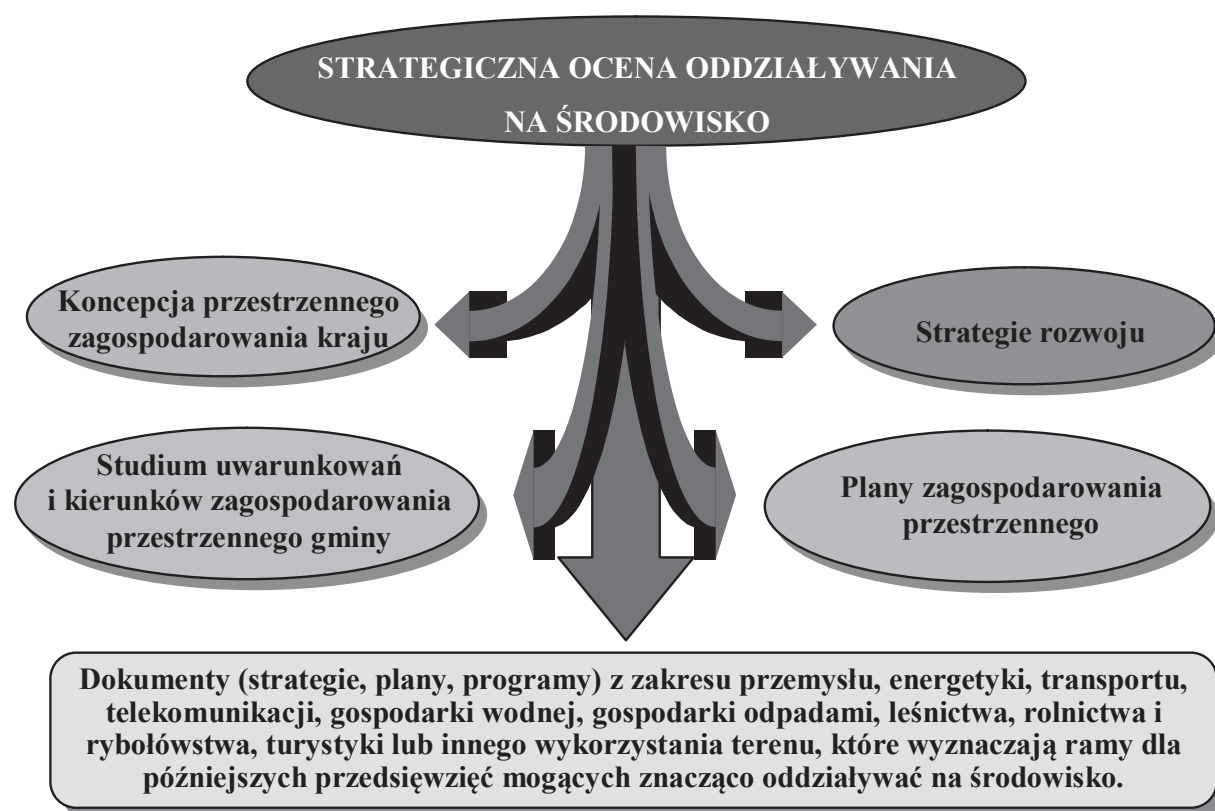 STRATEGICZNA OCENA ODDZIAŁYWANIA
NA ŚRODOWISKO
Koncepcja przestrzennego
zagospodarowania kraju
Strategie rozwoju
Studium uwarunkowań
i kierunków zagospodarowania
przestrzennego gminy
Plany zagospodarowania
przestrzennego
Dokumenty (strategie, plany, programy) z zakresu przemysłu, energetyki, transportu,
telekomunikacji, gospodarki wodnej, gospodarki odpadami, leśnictwa, rolnictwa i
rybołówstwa, turystyki lub innego wykorzystania terenu, które wyznaczają ramy dla
późniejszych przedsięwzięć mogących znacząco oddziaływać na środowisko.